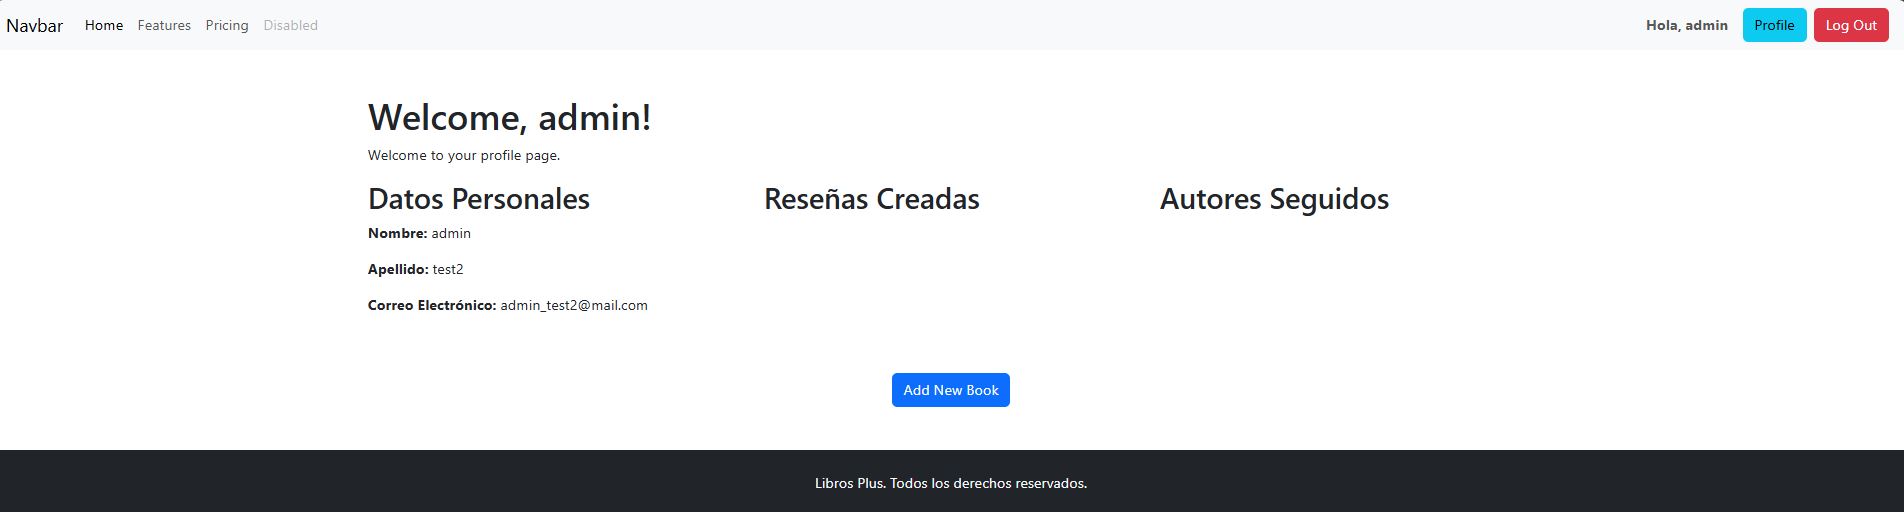 Navbar Home Features Pricing Disabled Hola, admin Profile Log Out
Welcome, admin!
Welcome to your profile page.
Datos Personales
Nombre: admin
Apellido: test2
Correo Electrónico: admin_test2@mail.com
Reseñas Creadas
Autores Seguidos
Add New Book
Libros Plus. Todos los derechos reservados.